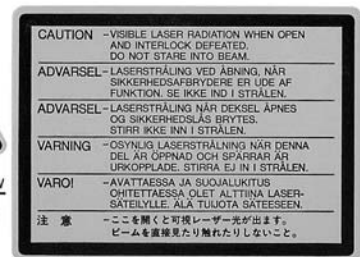 CAUTION -VISIBLE LASER RADIATION WHEN OPEN
AND INTERLOCK DEFEATED.
DO NOT STARE INTO BEAM.
ADVARSEL-LASERSTRÅLING VED ÅBNING, NÅR
SIKKERHEDSAFBRYDERE ER UDE AF
FUNKTION. SE IKKE IND I STRÅLEN.
ADVARSEL-LASERSTRÅLING NÅR DEKSEL ÅPNES
OG SIKKERHEDSLÅS BRYTES.
STIRR IKKE INN I STRÅLEN.
VARNING -OSYNLIG LASERSTRÅLNING NÄR DENNA
DEL ÄR ÖPPNAD OCH SPÄRRAR ÄR
URKOPPLADE. STIRRA EJ IN I STRÅLEN.
VARO! -AVATTAESSA JA SUOJALUKITUS
OHITETTAESSA OLET ALTTIINA LASER-
SÄTEILYLLE. ÄLÄ TUIJOTA SÄTEESEEN.
注 意 -ここを開くと可視レーザー光が出ます。
ビームを直接見たり触れたりしないこと。